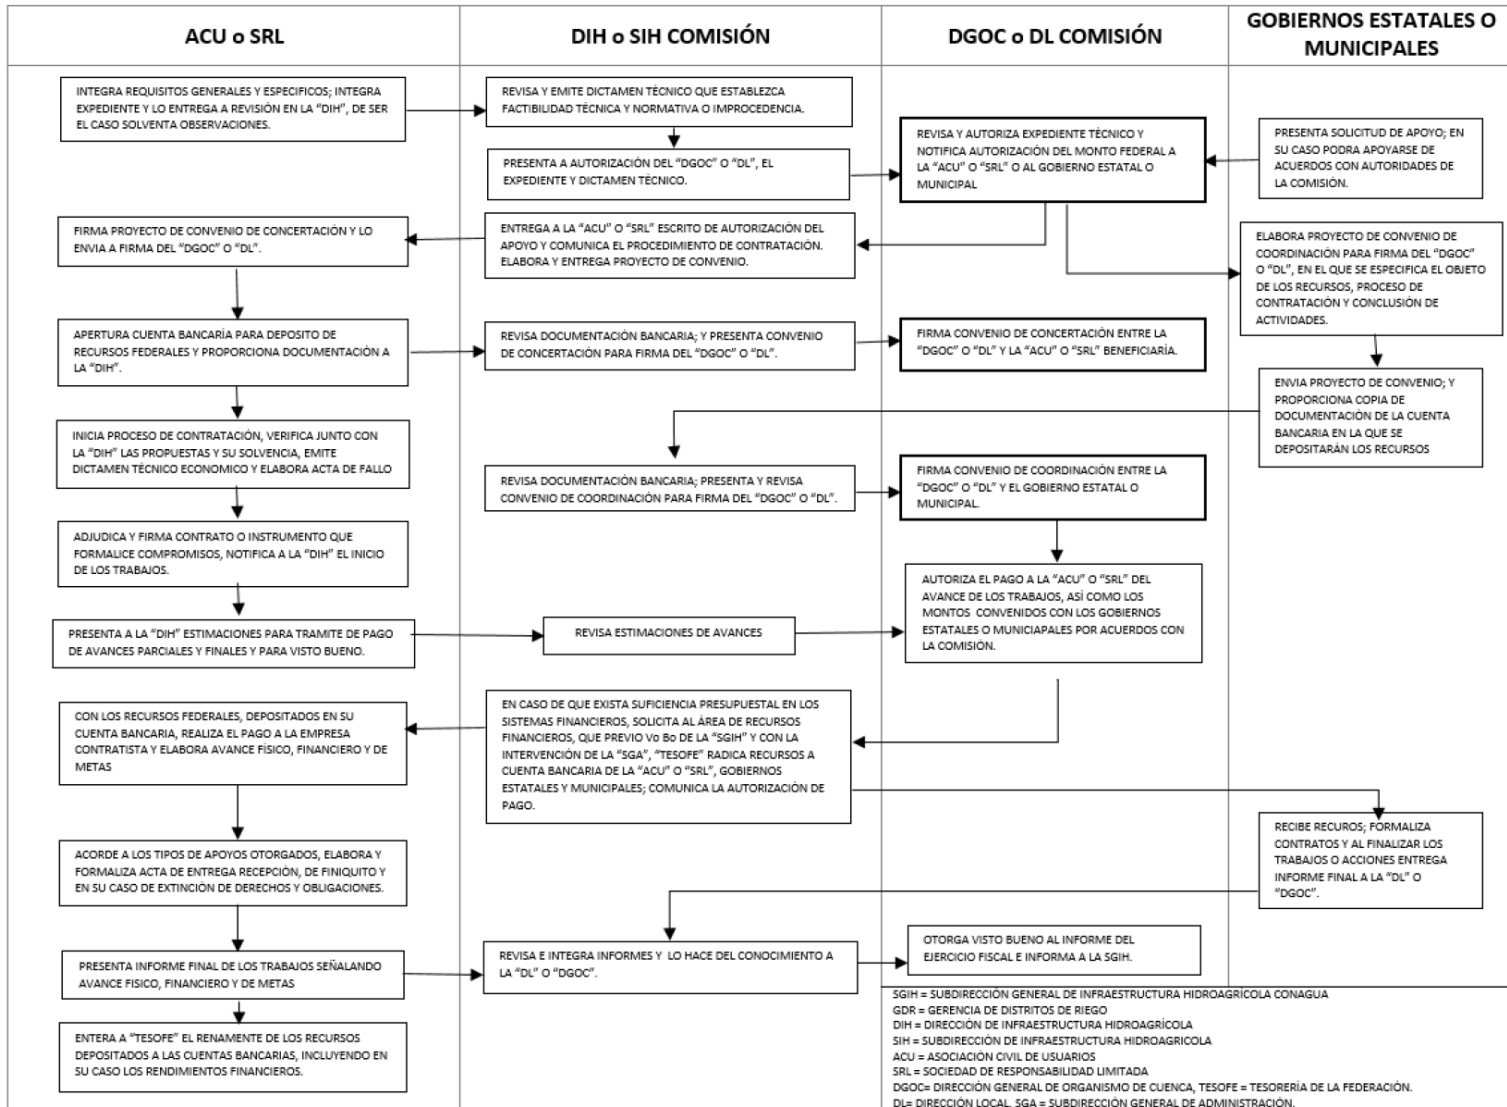 ACU o SRL
DIH o SIH COMISIÓN
DGOC o DL COMISIÓN
GOBIERNOS ESTATALES O
MUNICIPALES
INTEGRA REQUISITOS GENERALES Y ESPECIFICOS; INTEGRA
EXPEDIENTE Y LO ENTREGA A REVISIÓN EN LA “DIH”, DE SER
EL CASO SOLVENTA OBSERVACIONES.
REVISA Y EMITE DICTAMEN TÉCNICO QUE ESTABLEZCA
FACTIBILIDAD TÉCNICA Y NORMATIVA O IMPROCEDENCIA.
PRESENTA A AUTORIZACIÓN DEL “DGOC” O “DL”, EL
EXPEDIENTE Y DICTAMEN TÉCNICO.
REVISA Y AUTORIZA EXPEDIENTE TÉCNICO Y
NOTIFICA AUTORIZACIÓN DEL MONTO FEDERAL A
LA “ACU” O “SRL” O AL GOBIERNO ESTATAL O
MUNICIPAL
PRESENTA SOLICITUD DE APOYO; EN
SU CASO PODRA APOYARSE DE
ACUERDOS CON AUTORIDADES DE
LA COMISIÓN.
FIRMA PROYECTO DE CONVENIO DE CONCERTACIÓN Y LO
ENVIA A FIRMA DEL “DGOC” O “DL”.
ENTREGA A LA “ACU” O “SRL” ESCRITO DE AUTORIZACIÓN DEL
APOYO Y COMUNICA EL PROCEDIMIENTO DE CONTRATACIÓN.
ELABORA Y ENTREGA PROYECTO DE CONVENIO.
ELABORA PROYECTO DE CONVENIO DE
COORDINACIÓN PARA FIRMA DEL “DGOC”
O “DL”, EN EL QUE SE ESPECIFICA EL OBJETO
DE LOS RECURSOS, PROCESO DE
CONTRATACIÓN Y CONCLUSIÓN DE
ACTIVIDADES.
APERTURA CUENTA BANCARÍA PARA DEPOSITO DE
RECURSOS FEDERALES Y PROPORCIONA DOCUMENTACIÓN A
LA “DIH”.
REVISA DOCUMENTACIÓN BANCARIA; Y PRESENTA CONVENIO
DE CONCERTACIÓN PARA FIRMA DEL “DGOC” O “DL”.
FIRMA CONVENIO DE CONCERTACIÓN ENTRE LA
“DGOC” O “DL” Y LA “ACU” O “SRL” BENEFICIARÍA.
ENVIA PROYECTO DE CONVENIO; Y
PROPORCIONA COPIA DE
DOCUMENTACIÓN DE LA CUENTA
BANCARIA EN LA QUE SE
DEPOSITARÁN LOS RECURSOS
INICIA PROCESO DE CONTRATACIÓN, VERIFICA JUNTO CON
LA “DIH” LAS PROPUESTAS Y SU SOLVENCIA, EMITE
DICTAMEN TÉCNICO ECONOMICO Y ELABORA ACTA DE FALLO
REVISA DOCUMENTACIÓN BANCARIA; PRESENTA Y REVISA
CONVENIO DE COORDINACIÓN PARA FIRMA DEL “DGOC” O “DL”.
FIRMA CONVENIO DE COORDINACIÓN ENTRE LA
“DGOC” O “DL” Y EL GOBIERNO ESTATAL O
MUNICIPAL.
ADJUDICA Y FIRMA CONTRATO O INSTRUMENTO QUE
FORMALICE COMPROMISOS, NOTIFICA A LA “DIH” EL INICIO
DE LOS TRABAJOS.
AUTORIZA EL PAGO A LA “ACU” O “SRL” DEL
AVANCE DE LOS TRABAJOS, ASÍ COMO LOS
MONTOS CONVENIDOS CON LOS GOBIERNOS
ESTATALES O MUNICIAPALES POR ACUERDOS CON
LA COMISIÓN.
PRESENTA A LA “DIH” ESTIMACIONES PARA TRAMITE DE PAGO
DE AVANCES PARCIALES Y FINALES Y PARA VISTO BUENO.
REVISA ESTIMACIONES DE AVANCES
CON LOS RECURSOS FEDERALES, DEPOSITADOS EN SU
CUENTA BANCARIA, REALIZA EL PAGO A LA EMPRESA
CONTRATISTA Y ELABORA AVANCE FÍSICO, FINANCIERO Y DE
METAS
EN CASO DE QUE EXISTA SUFICIENCIA PRESUPUESTAL EN LOS
SISTEMAS FINANCIEROS, SOLICITA AL ÁREA DE RECURSOS
FINANCIEROS, QUE PREVIO Vo Bo DE LA “SGIH” Y CON LA
INTERVENCIÓN DE LA “SGA”, “TESOFE” RADICA RECURSOS A
CUENTA BANCARIA DE LA “ACU” O “SRL”, GOBIERNOS
ESTATALES Y MUNICIPALES; COMUNICA LA AUTORIZACIÓN DE
PAGO.
RECIBE RECUROS; FORMALIZA
CONTRATOS Y AL FINALIZAR LOS
TRABAJOS O ACCIONES ENTREGA
INFORME FINAL A LA “DL” O
“DGOC”.
ACORDE A LOS TIPOS DE APOYOS OTORGADOS, ELABORA Y
FORMALIZA ACTA DE ENTREGA RECEPCIÓN, DE FINIQUITO Y
EN SU CASO DE EXTINCIÓN DE DERECHOS Y OBLIGACIONES.
PRESENTA INFORME FINAL DE LOS TRABAJOS SEÑALANDO
AVANCE FISICO, FINANCIERO Y DE METAS
REVISA E INTEGRA INFORMES Y LO HACE DEL CONOCIMIENTO A
LA “DL” O “DGOC”.
OTORGA VISTO BUENO AL INFORME DEL
EJERCICIO FISCAL E INFORMA A LA SGIH.
ENTERA A “TESOFE” EL RENAMENTE DE LOS RECURSOS
DEPOSITADOS A LAS CUENTAS BANCARIAS, INCLUYENDO EN
SU CASO LOS RENDIMIENTOS FINANCIEROS.
SGIH = SUBDIRECCIÓN GENERAL DE INFRAESTRUCTURA HIDROAGRÍCOLA CONAGUA
GDR = GERENCIA DE DISTRITOS DE RIEGO
DIH = DIRECCIÓN DE INFRAESTRUCTURA HIDROAGRÍCOLA
SIH = SUBDIRECCIÓN DE INFRAESTRUCTURA HIDROAGRICOLA
ACU = ASOCIACIÓN CIVIL DE USUARIOS
SRL = SOCIEDAD DE RESPONSABILIDAD LIMITADA
DGOC= DIRECCIÓN GENERAL DE ORGANISMO DE CUENCA, TESOFE = TESORERÍA DE LA FEDERACIÓN.
DL= DIRECCIÓN LOCAL, SGA = SUBDIRECCIÓN GENERAL DE ADMINISTRACIÓN.